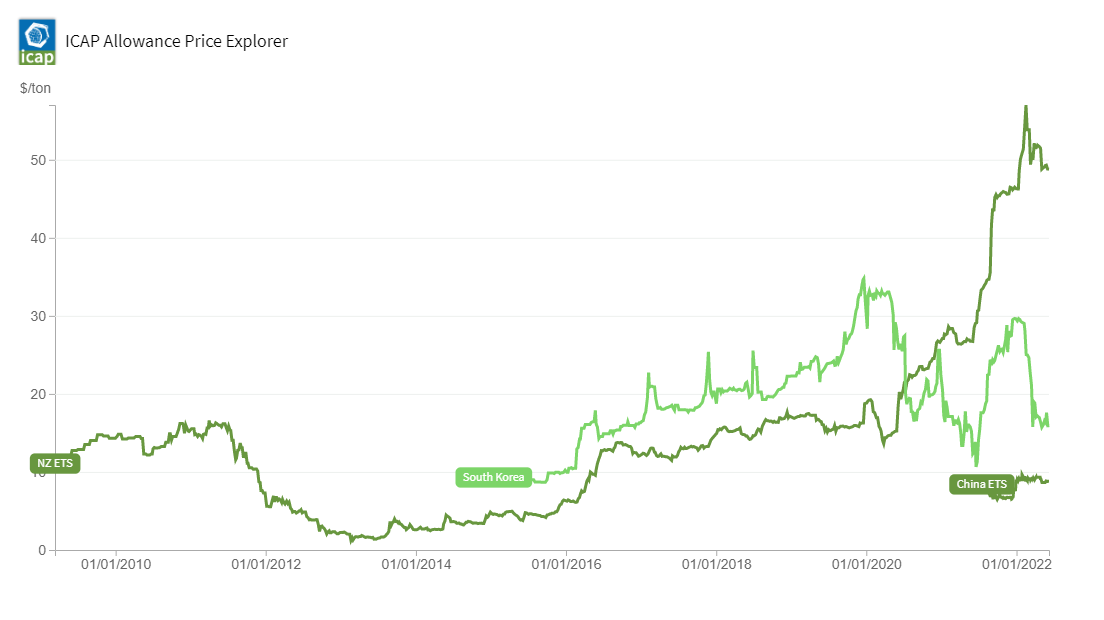 icap
ICAP Allowance Price Explorer
$/ton
50
40
30
20
10
0
NZ ETS
South Korea
China ETS
01/01/2010
01/01/2012
01/01/2014
01/01/2016
01/01/2018
01/01/2020
01/01/2022